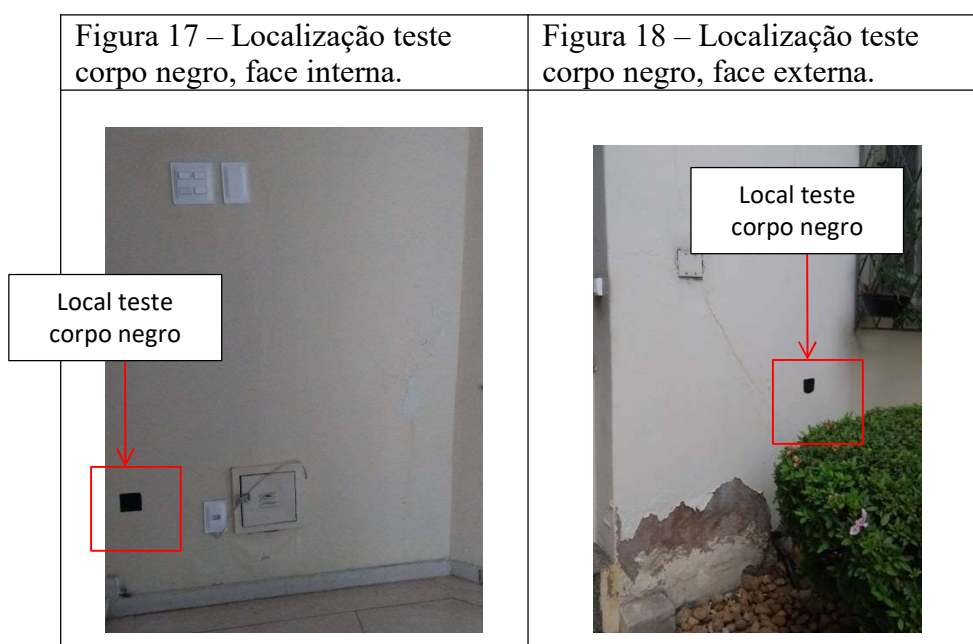 Figura 17 – Localização teste
corpo negro, face interna.
Figura 18 – Localização teste
corpo negro, face externa.
Local teste
corpo negro
Local teste
corpo negro